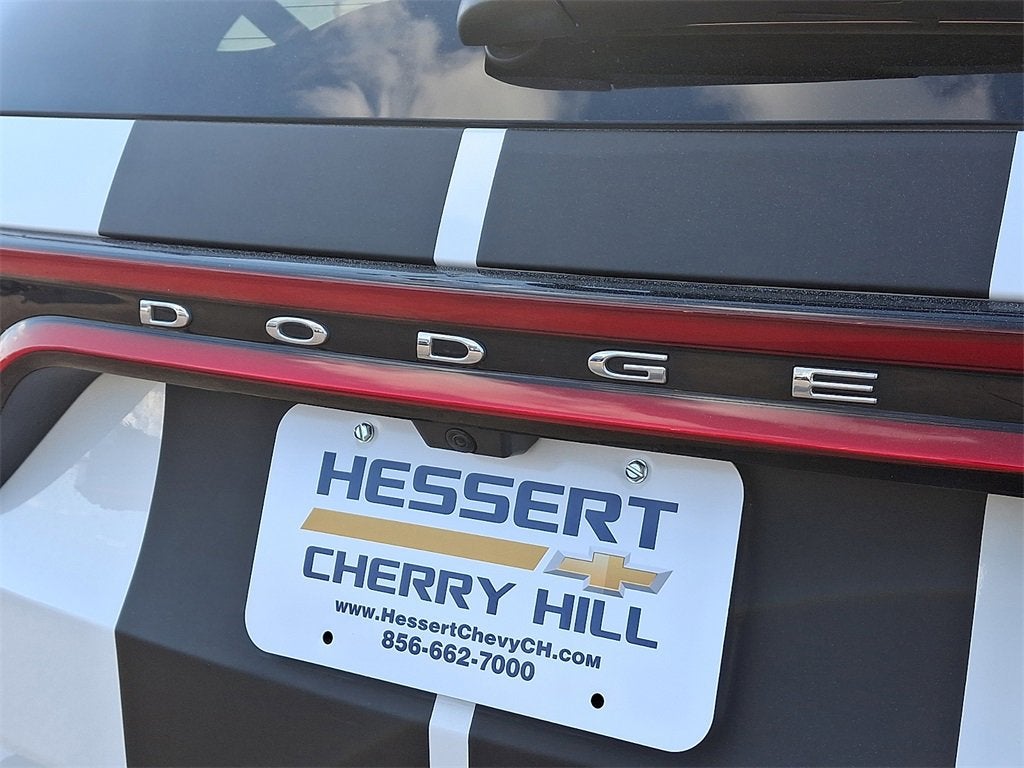 DODGE
HESSERT
CHERRY HILL
www.HessertChevyCH.com
856-662-7000